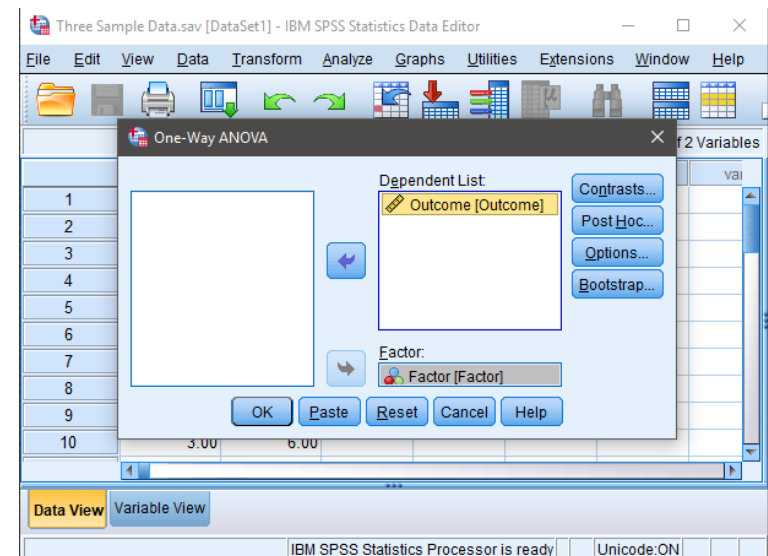 Three Sample Data.sav [DataSet1] - IBM SPSS Statistics Data Editor
File Edit View Data Transform Analyze Graphs Utilities Extensions Window Help
One-Way ANOVA
f 2 Variables
Dependent List:
Outcome [Outcome]
Contrasts...
Post Hoc...
Options...
Bootstrap...
Factor:
Factor [Factor]
OK Paste Reset Cancel Help
var
1
2
3
4
5
6
7
8
9
10 3.00 6.00
Data View Variable View
IBM SPSS Statistics Processor is ready Unicode:ON